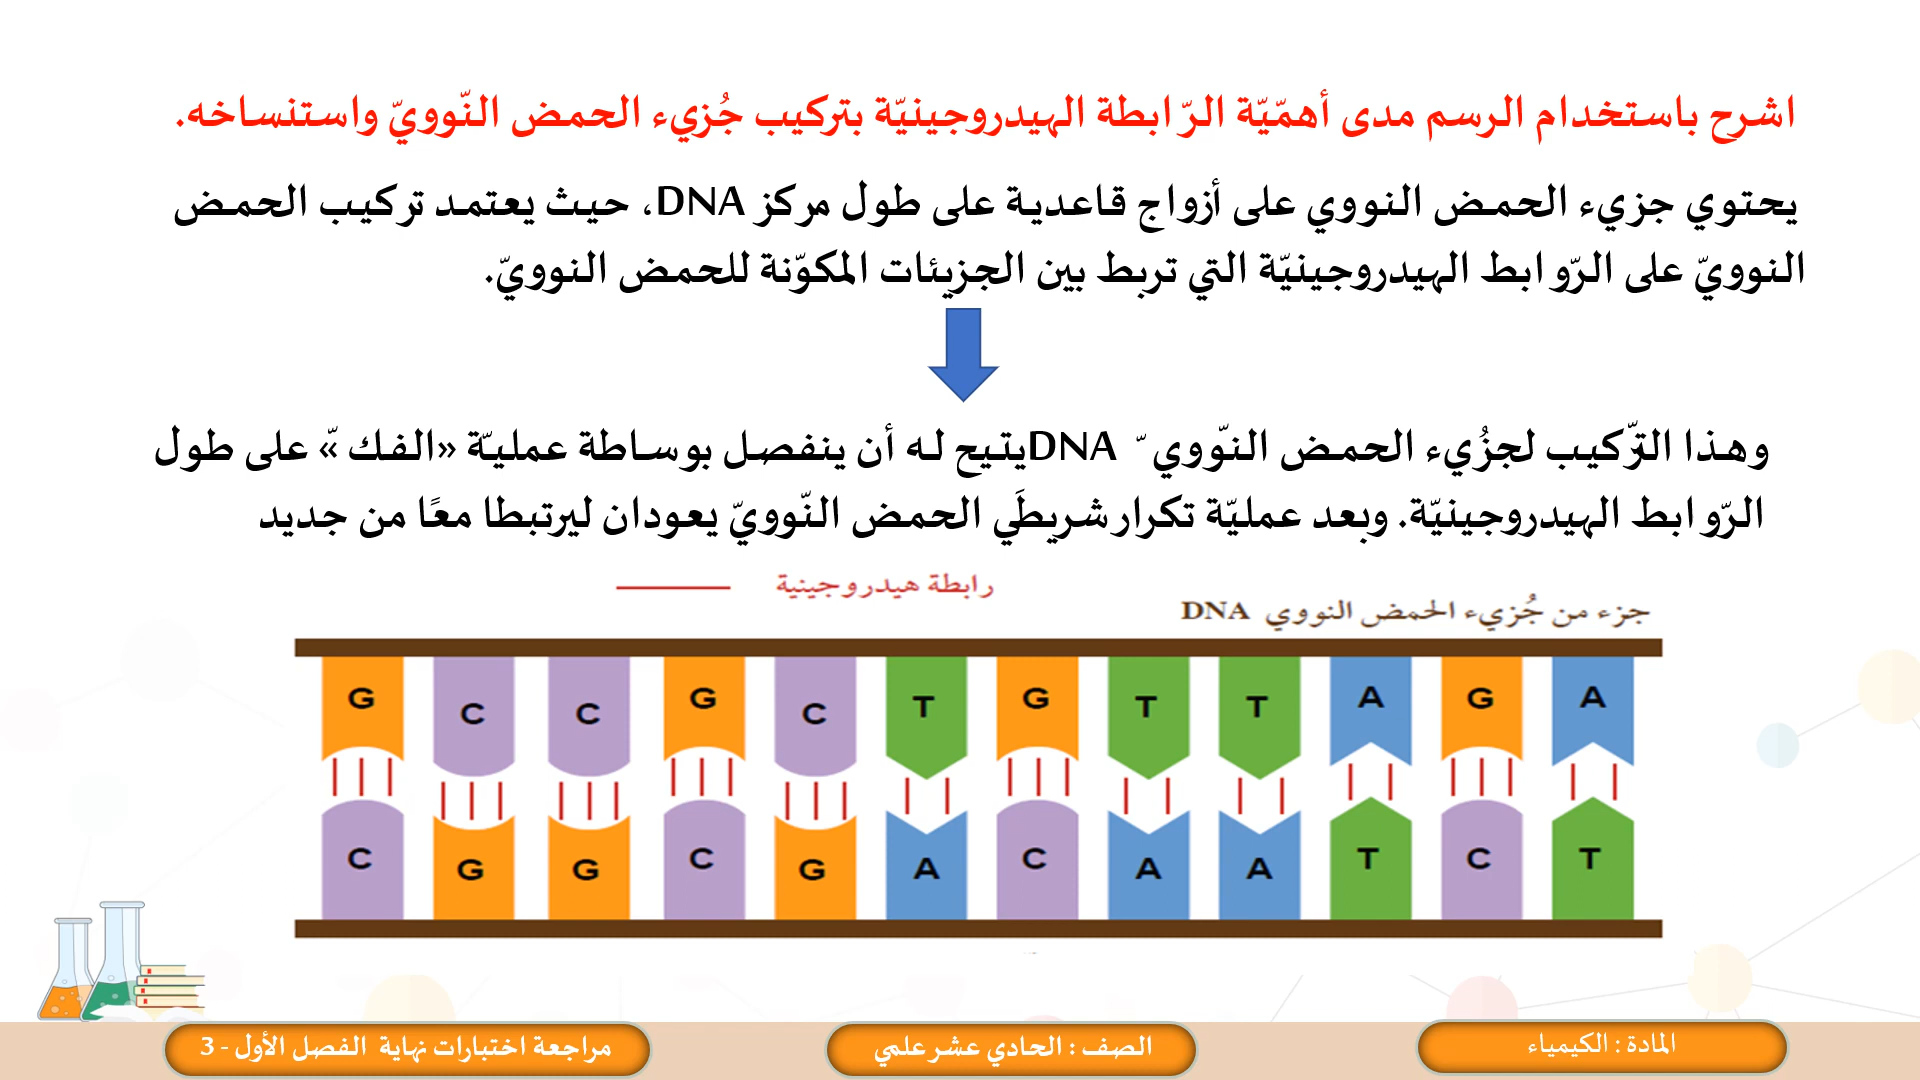 اشرح باستخدام الرسم مدى أهمّيّة الرّابطة الهيدروجينيّة بتركيب جُزيء الحمض النّوويّ واستنساخه.
يحتوي جزيء الحمض النووي على أزواج قاعدية على طول مركز DNA، حيث يعتمد تركيب الحمض
النوويّ على الرّوابط الهيدروجينيّة التي تربط بين الجزيئات المكوّنة للحمض النوويّ.
وهذا التّركيب لجزُيء الحمض النّووي ّ DNAيتيح له أن ينفصل بوساطة عمليّة «الفك ّ» على طول
الرّوابط الهيدروجينيّة. وبعد عمليّة تكرار شريطَي الحمض النّوويّ يعودان ليرتبطا معًا من جديد
رابطة هيدروجينية
جزء من جُزيء الحمض النووي DNA
G C C G C T G T T A G A
C G G C G A C A A T C T
المادة : الكيمياء
الصف : الحادي عشر علمي
مراجعة اختبارات نهاية الفصل الأول - 3